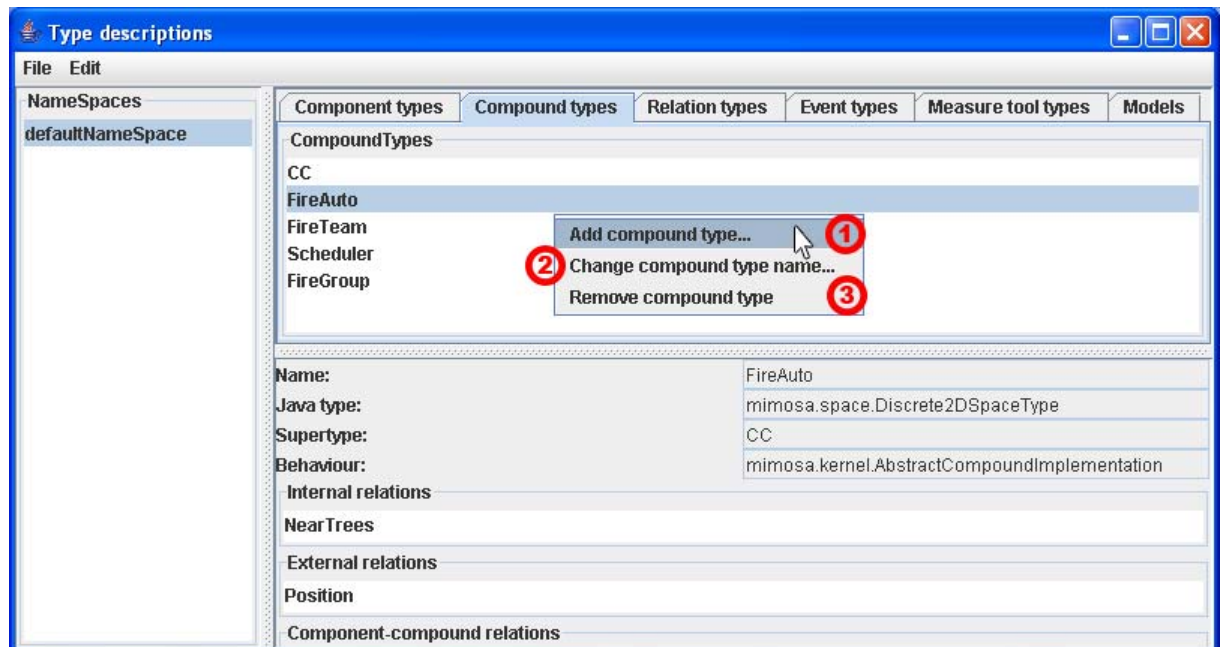 Type descriptions
File Edit
NameSpaces
defaultNameSpace
Component types Compound types Relation types Event types Measure tool types Models
CompoundTypes
CC
FireAuto
FireTeam
Scheduler
FireGroup
Add compound type... 1
2 Change compound type name...
Remove compound type 3
Name: FireAuto
Java type: mimosa.space.Discrete2DSpaceType
Supertype: CC
Behaviour: mimosa.kernel.AbstractCompoundImplementation
Internal relations
NearTrees
External relations
Position
Component-compound relations